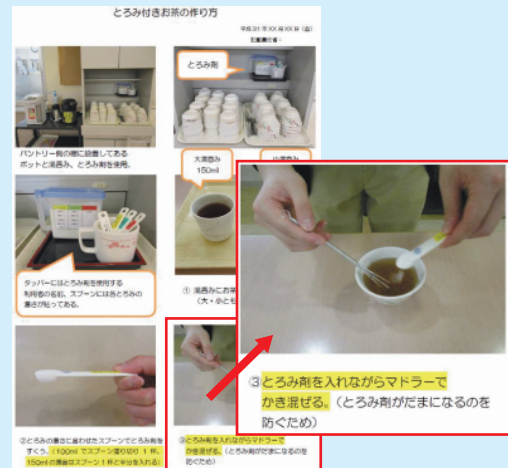 とろみ付きお茶の作り方
平成31年XX月XX日（金）
とろみ剤
パントリー側の棚に設置してある
ポットと湯呑み、とろみ剤を使用。
大湯呑み
150ml
タッパーにはとろみ剤を使用する
利用者の名前、スプーンには各とろみの
濃さが貼ってある。
① 湯呑みにお茶
（大・小とも
②とろみの濃さに合わせたスプーンでとろみ剤を
すくう。（100mlでスプーン擦り切り1杯、
150mlの場合はスプーン1杯と半分を入れる）
③とろみ剤を入れながらマドラーで
かき混ぜる。（とろみ剤がだまになるのを
防ぐため）
③とろみ剤を入れながらマドラーで
かき混ぜる。（とろみ剤がだまになるのを
防ぐため）